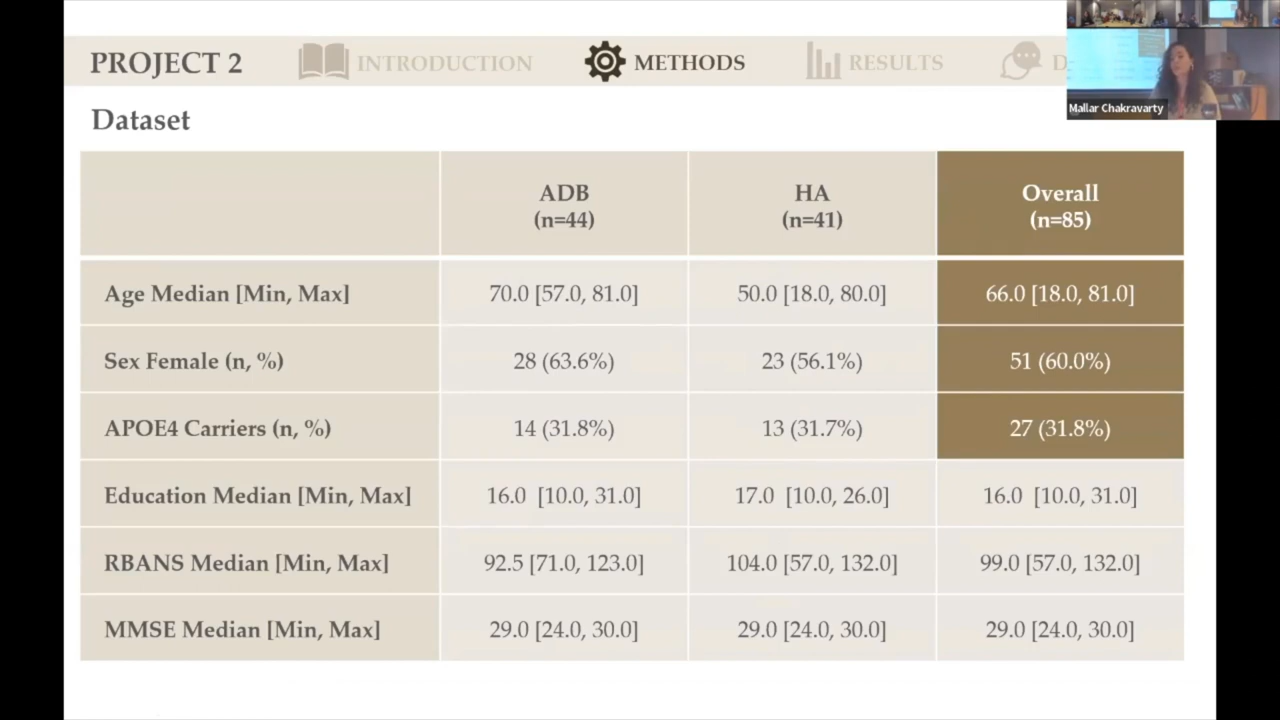 PROJECT 2
INTRODUCTION
METHODS
RESULTS
D
Mallar Chakravarty
Dataset
ADB
(n=44)
HA
(n=41)
Overall
(n=85)
Age Median [Min, Max]
70.0 [57.0, 81.0]
50.0 [18.0, 80.0]
66.0 [18.0, 81.0]
Sex Female (n, %)
28 (63.6%)
23 (56.1%)
51 (60.0%)
APOE4 Carriers (n, %)
14 (31.8%)
13 (31.7%)
27 (31.8%)
Education Median [Min, Max]
16.0 [10.0, 31.0]
17.0 [10.0, 26.0]
16.0 [10.0, 31.0]
RBANS Median [Min, Max]
92.5 [71.0, 123.0]
104.0 [57.0, 132.0]
99.0 [57.0, 132.0]
MMSE Median [Min, Max]
29.0 [24.0, 30.0]
29.0 [24.0, 30.0]
29.0 [24.0, 30.0]